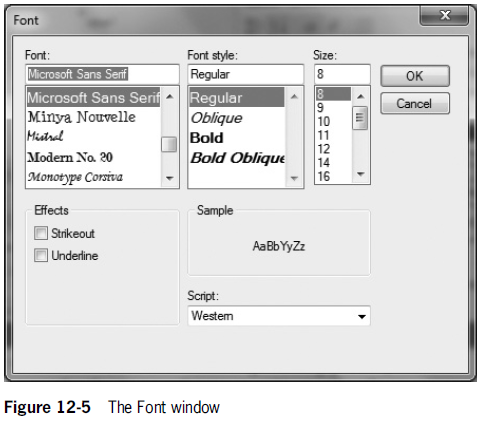 Font
X
Font:
Microsoft Sans Serif
Microsoft Sans Serif
Minya Nouvelle
Mistral
Modern No. 20
Monotype Corsiva
Font style:
Regular
Regular
Oblique
Bold
Bold Oblique
Size:
8
8
9
10
11
12
14
16
OK
Cancel
Effects
Strikeout
Underline
Sample
AaBbYyZz
Script:
Western
Figure 12-5 The Font window